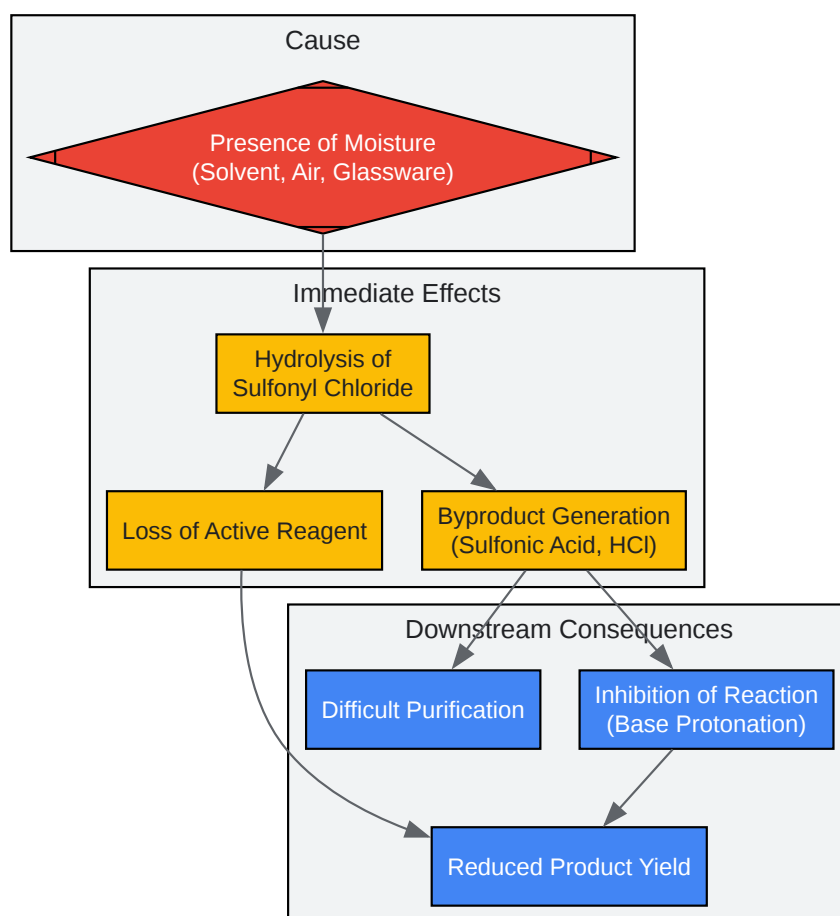 Cause
Presence of Moisture
(Solvent, Air, Glassware)
Immediate Effects
Hydrolysis of
Sulfonyl Chloride
Loss of Active Reagent
Byproduct Generation
(Sulfonic Acid, HCl)
Downstream Consequences
Difficult Purification
Inhibition of Reaction
(Base Protonation)
Reduced Product Yield